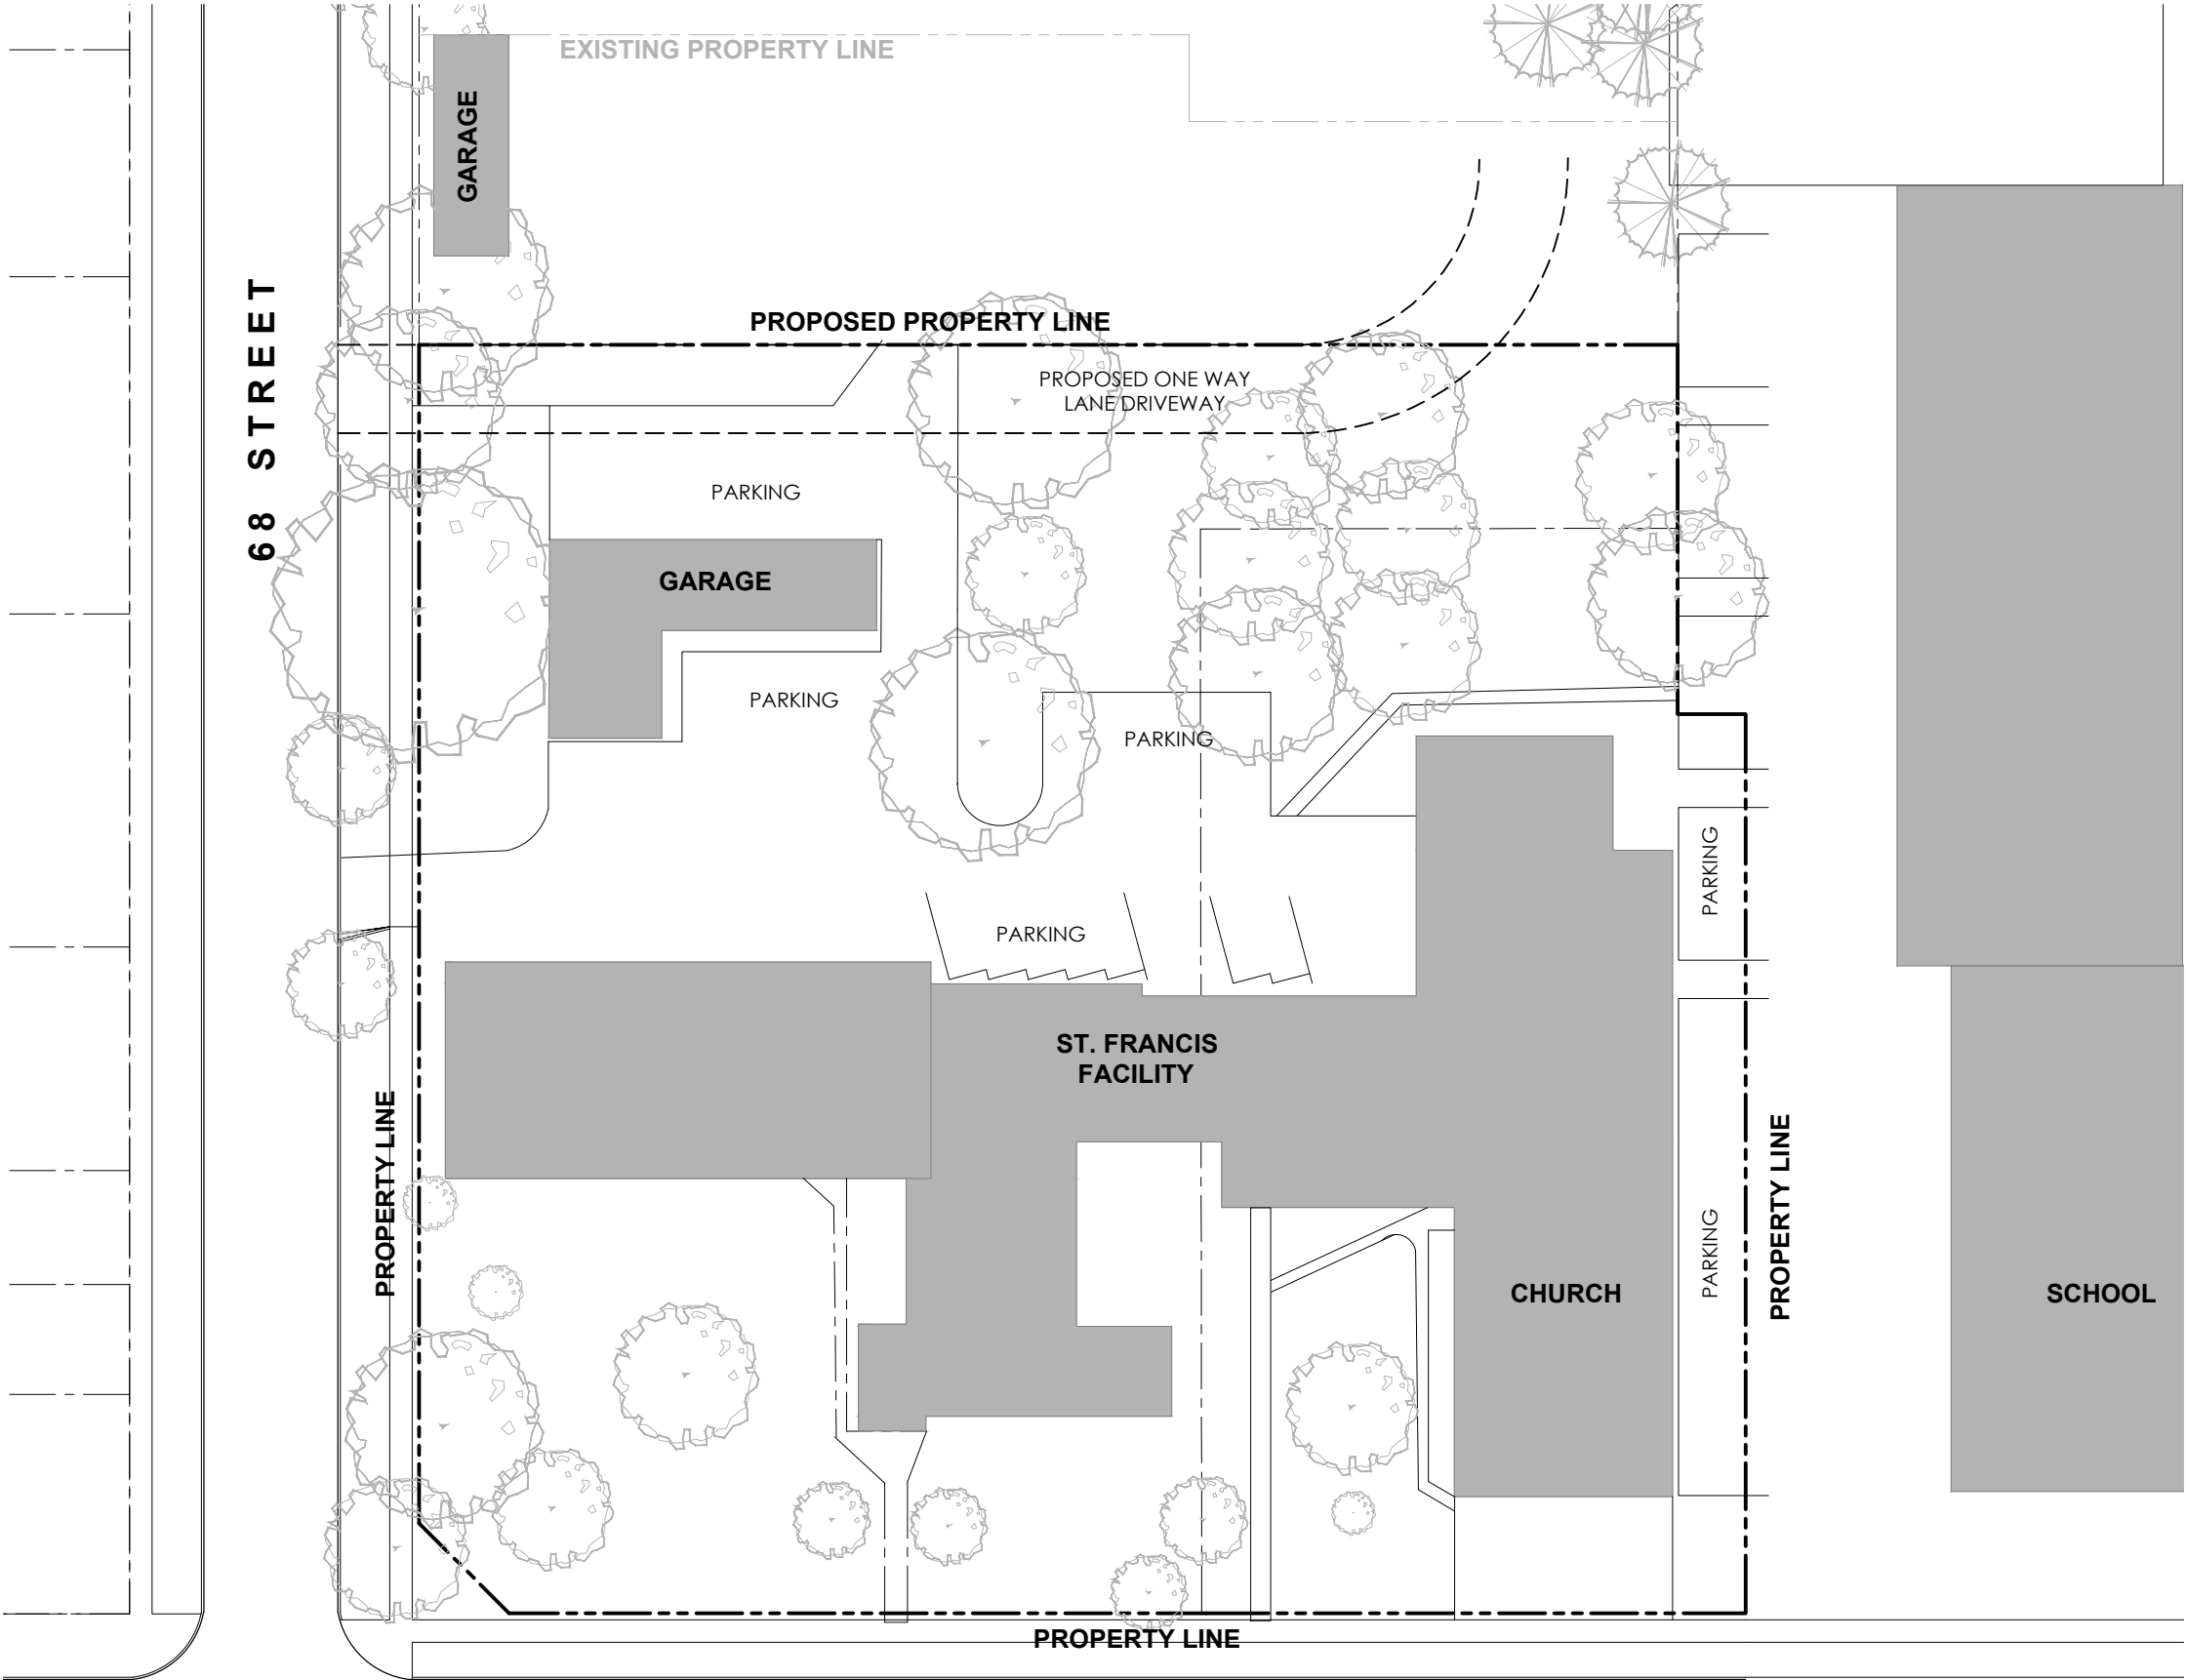 EXISTING PROPERTY LINE
GARAGE
68 STREET
PROPOSED PROPERTY LINE
PROPOSED ONE WAY
LANE DRIVEWAY
PARKING
GARAGE
PARKING
PARKING
PARKING
PARKING
ST. FRANCIS
FACILITY
PROPERTY LINE
PROPERTY LINE
PARKING
CHURCH
SCHOOL
PROPERTY LINE